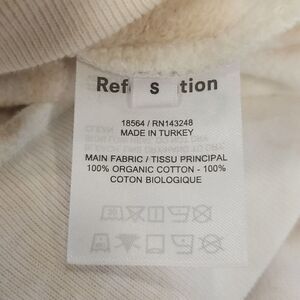 Ref S tion
18564 / RN143248
MADE IN TURKEY
MAIN FABRIC / TISSU PRINCIPAL
100% ORGANIC COTTON - 100%
COTON BIOLOGIQUE